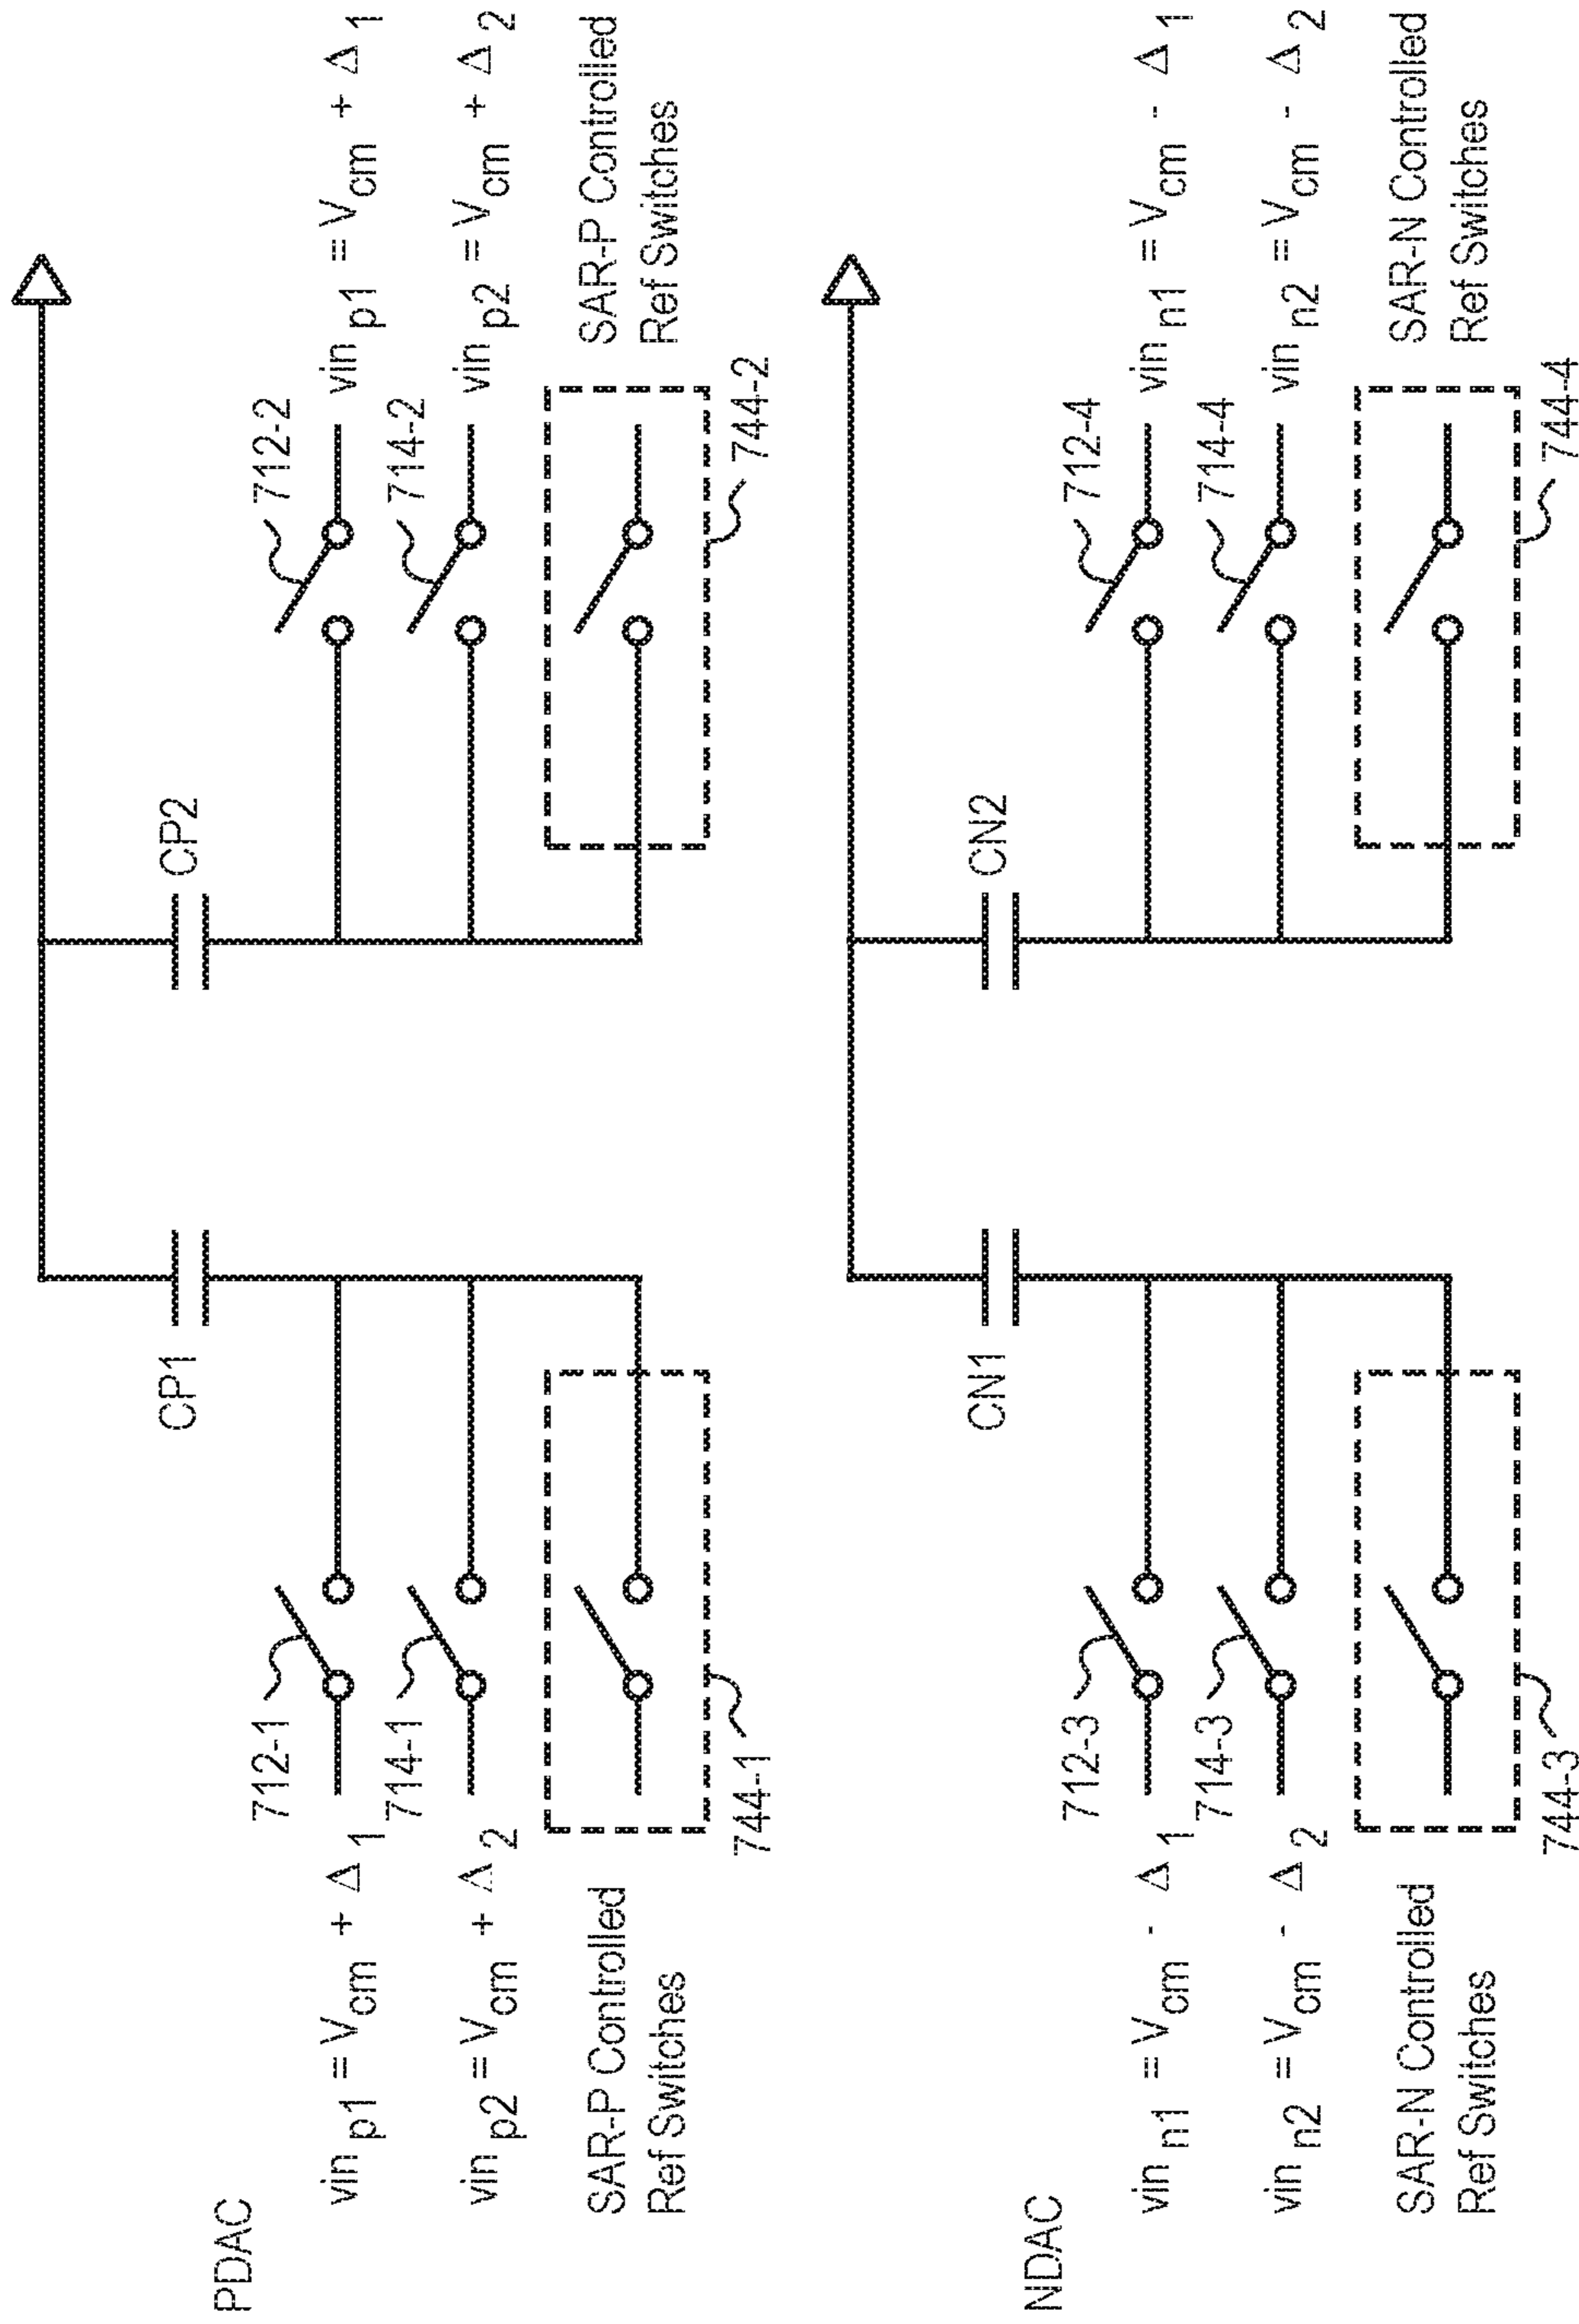 PDAC
CP1
CP2
712-1
712-2
vin p1 = Vcm + Δ 1
vin p1 = Vcm + Δ 1
714-1
714-2
vin p2 = Vcm + Δ 2
vin p2 = Vcm + Δ 2
SAR-P Controlled
Ref Switches
SAR-P Controlled
Ref Switches
744-1
744-2
NDAC
CN1
CN2
712-3
712-4
vin n1 = Vcm - Δ 1
vin n1 = Vcm - Δ 1
714-3
714-4
vin n2 = Vcm - Δ 2
vin n2 = Vcm - Δ 2
SAR-N Controlled
Ref Switches
SAR-N Controlled
Ref Switches
744-3
744-4